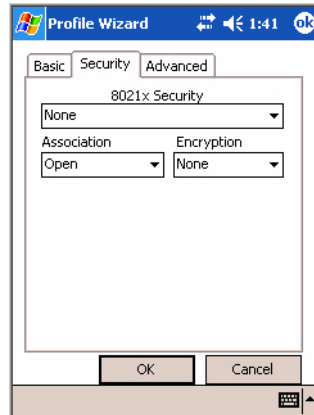 Profile Wizard 1:41 ok
Basic Security Advanced
8021x Security
None
Association Encryption
Open None
OK Cancel